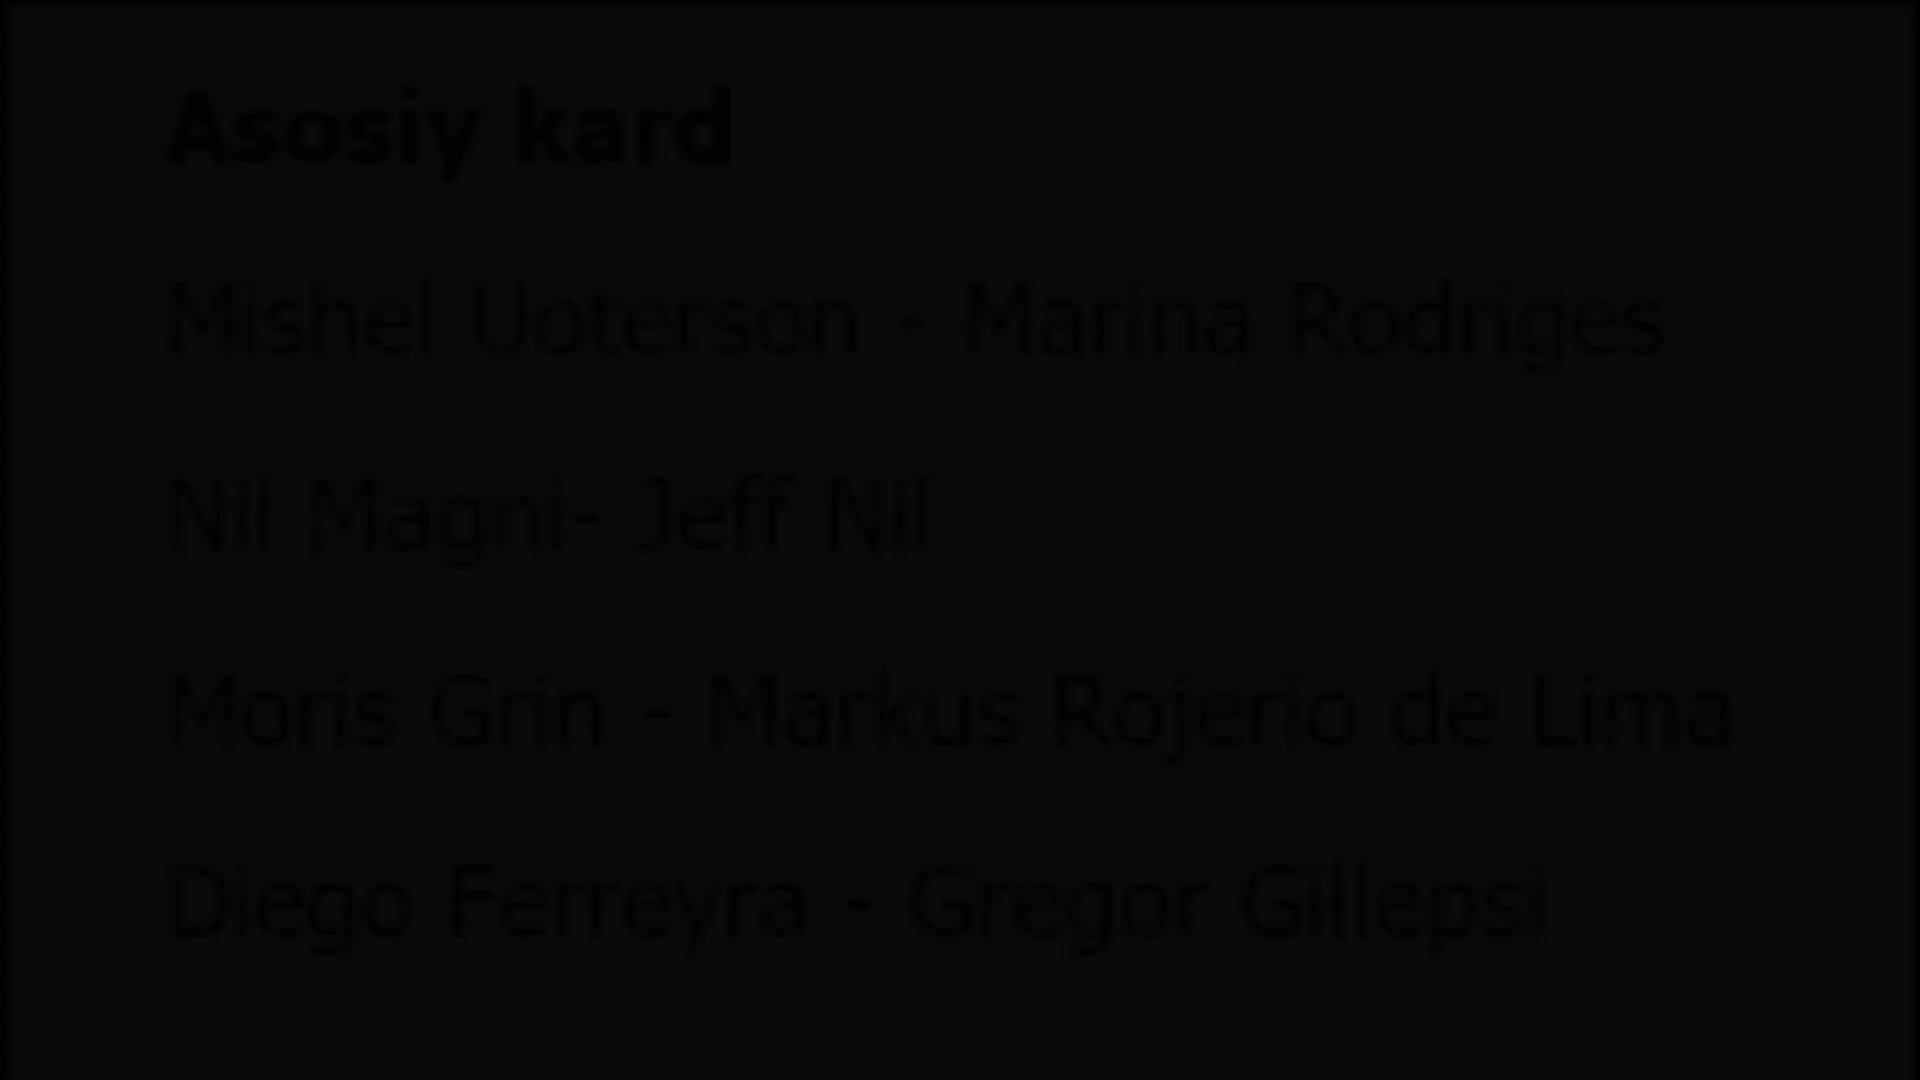 Asosiy kard
Mishel Uoterson - Marina Rodriges
Nil Magni- Jeff Nil
Moris Grin - Markus Rojerio de Lima
Diego Ferreyra - Gregor Gillepsi